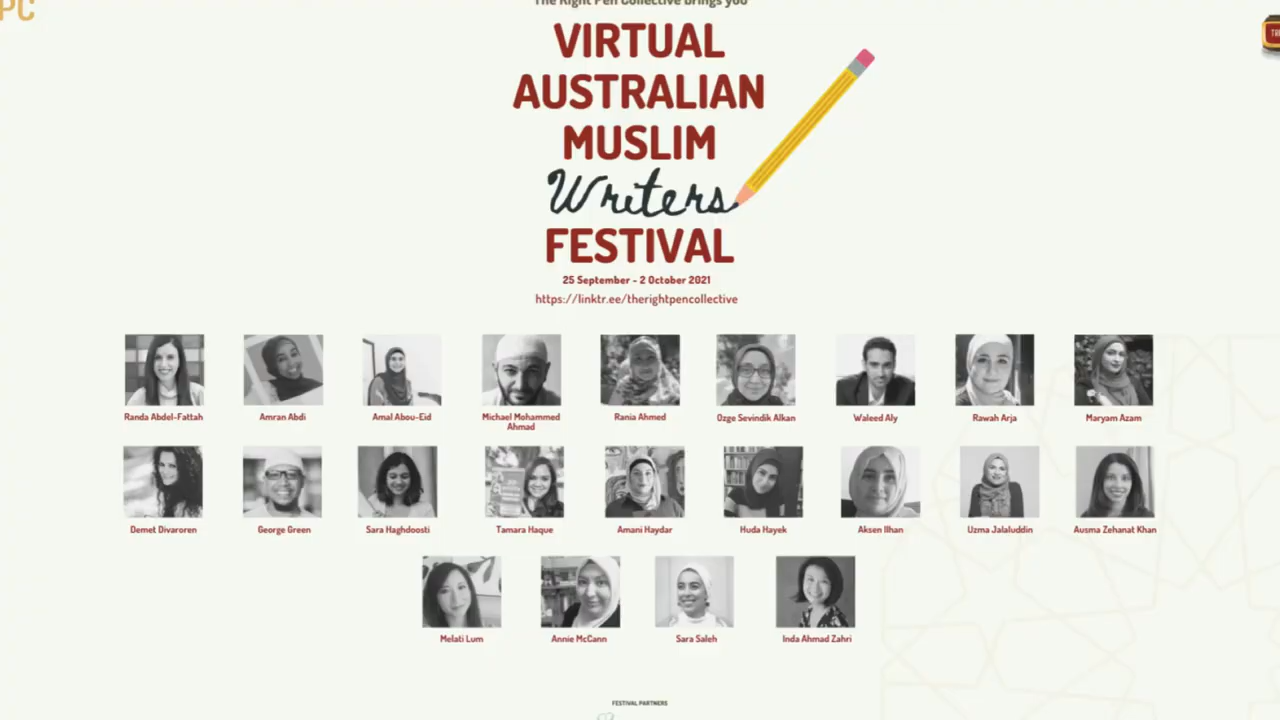 PC
The Right Pen Collective brings you
VIRTUAL
AUSTRALIAN
MUSLIM
Writers
FESTIVAL
25 September - 2 October 2021
https://linktr.ee/therightpencollective
Randa Abdel-Fattah
Amran Abdi
Amal Abou-Eid
Michael Mohammed
Ahmad
Rania Ahmed
Ozge Sevindik Alkan
Waleed Aly
Rawah Arja
Maryam Azam
Demet Divaroren
George Green
Sara Haghdoosti
Tamara Haque
Amani Haydar
Huda Hayek
Aksen Ilhan
Uzma Jalaluddin
Ausma Zehanat Khan
Melati Lum
Annie McCann
Sara Saleh
Inda Ahmad Zahri
FESTIVAL PARTNERS